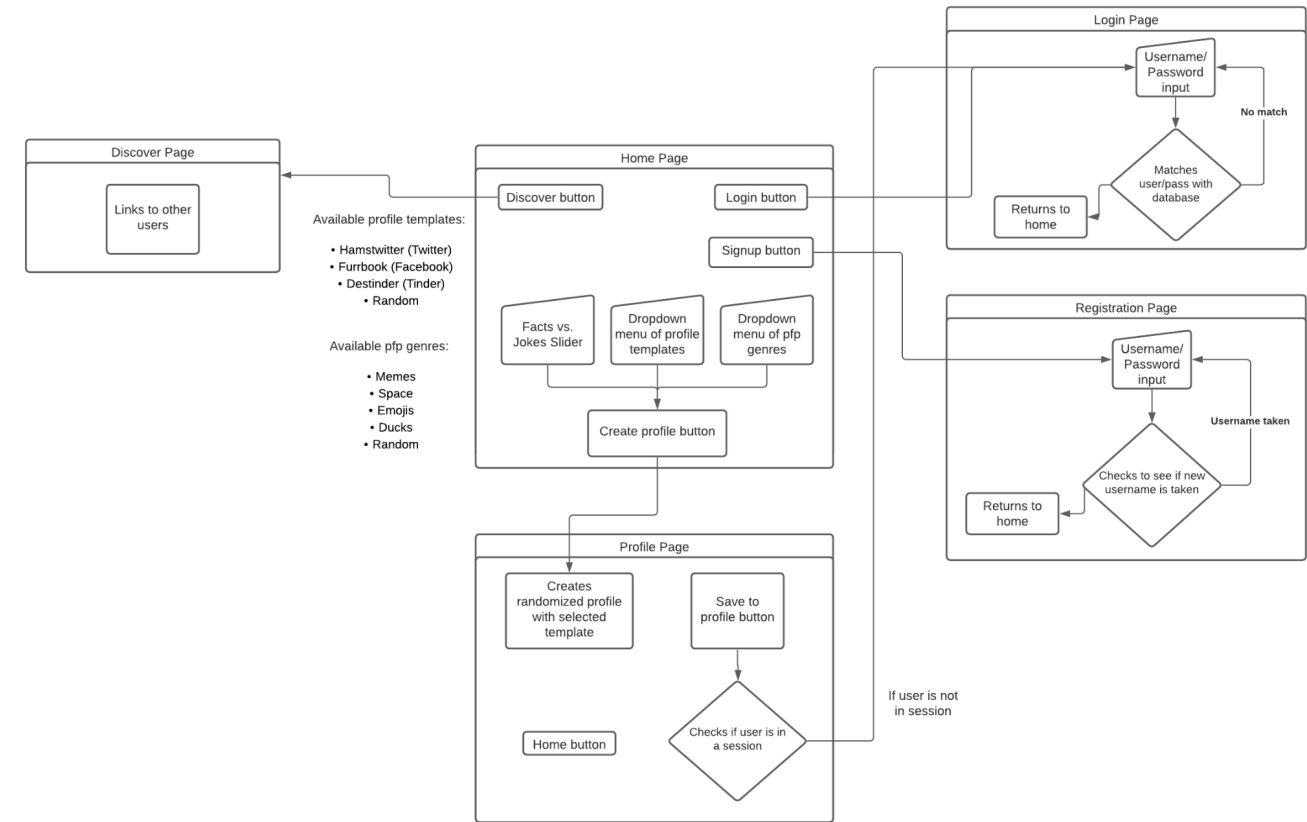 Login Page
Username/
Password
input
No match
Matches
user/pass with
database
Returns to
home
Discover Page
Links to other
users
Home Page
Discover button
Login button
Signup button
Available profile templates:
• Hamstwitter (Twitter)
• Furrbook (Facebook)
• Destinder (Tinder)
• Random
Available pfp genres:
• Memes
• Space
• Emojis
• Ducks
• Random
Facts vs.
Jokes Slider
Dropdown
menu of profile
templates
Dropdown
menu of pfp
genres
Create profile button
Registration Page
Username/
Password
input
Username taken
Checks to see if new
username is taken
Returns to
home
Profile Page
Creates
randomized profile
with selected
template
Save to
profile button
Home button
Checks if user is in
a session
If user is not
in session